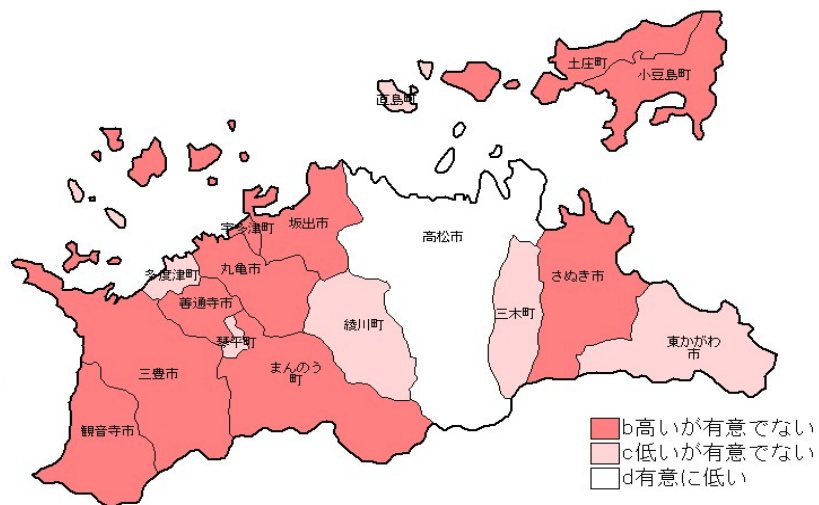 土庄町
小豆島町
直島町
宇多津町
坂出市
高松市
多度津町
丸亀市
さぬき市
善通寺市
三木町
綾川町
琴平町
東かがわ
市
三豊市
まんのう
町
観音寺市
b高いが有意でない
c低いが有意でない
d有意に低い